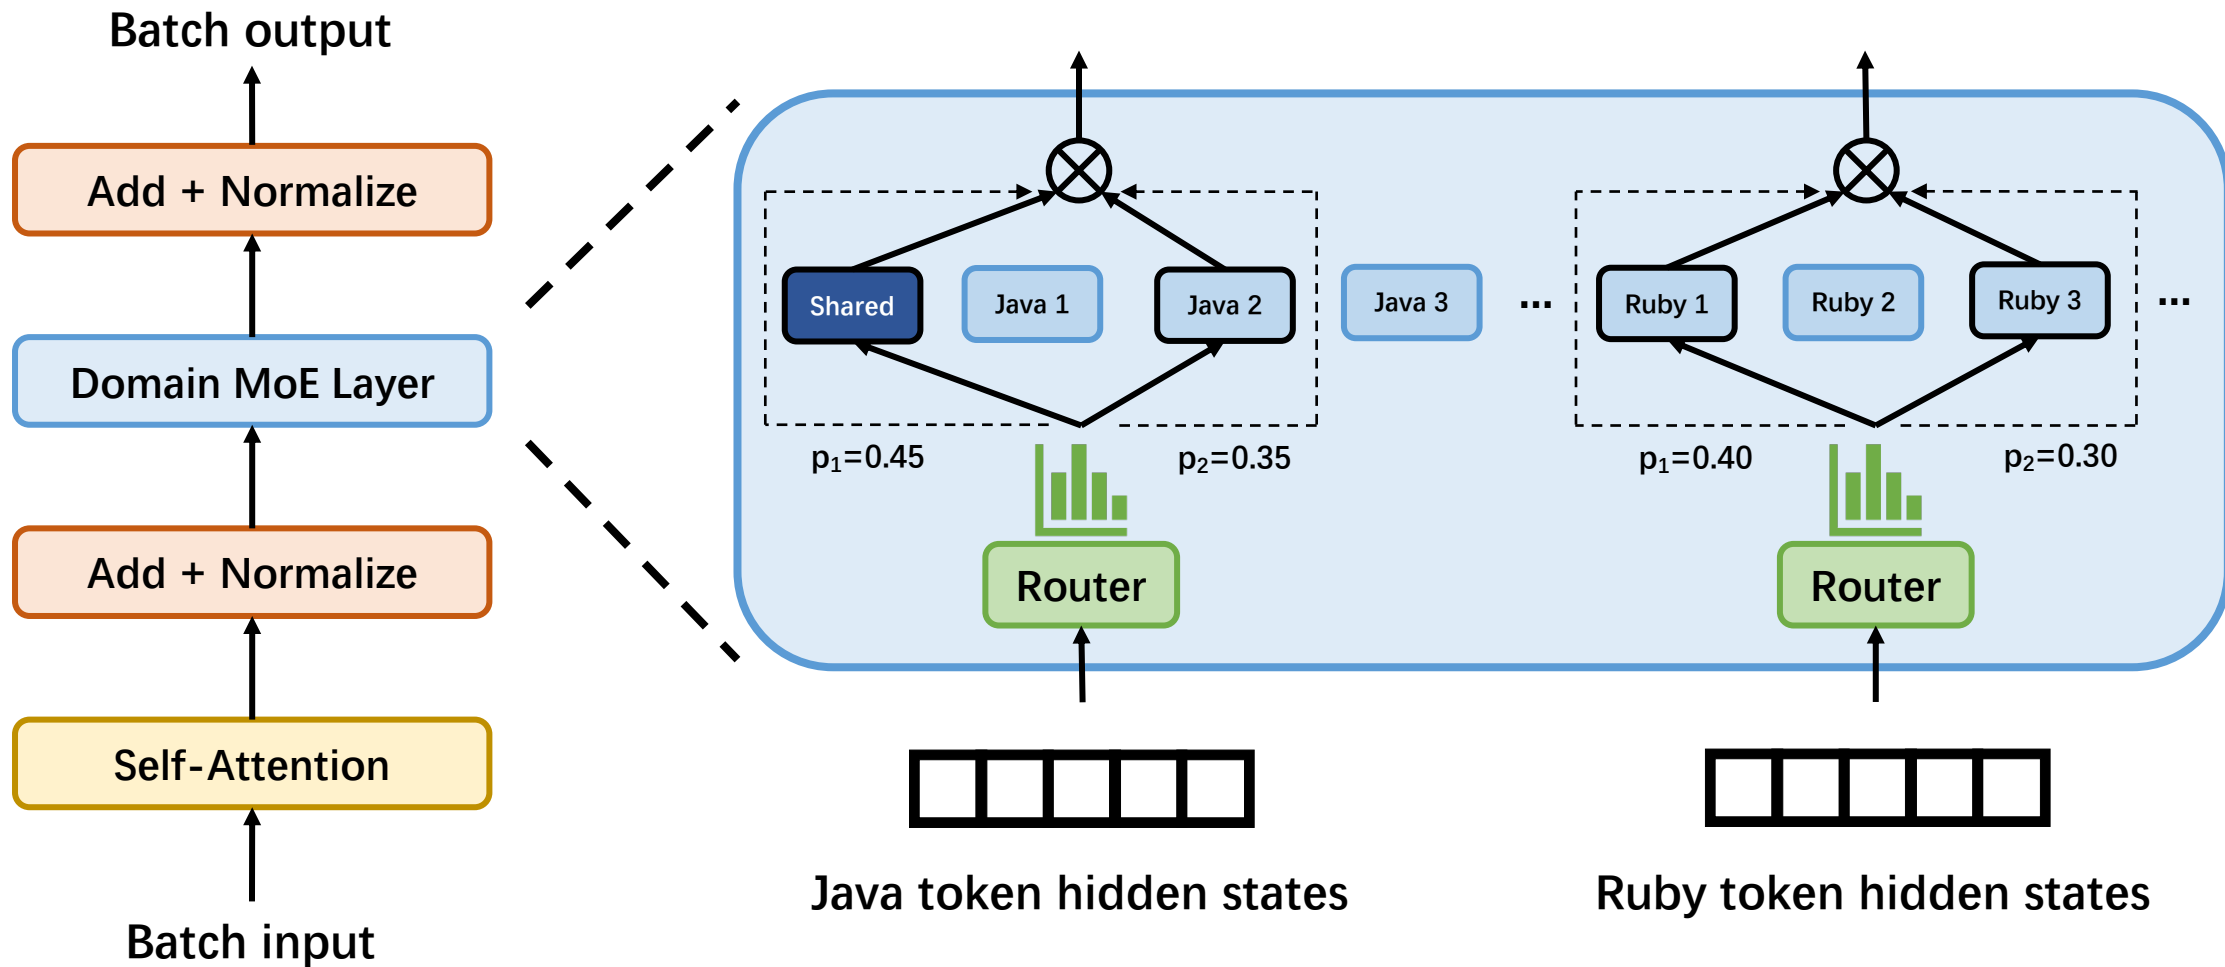 Batch output
Add + Normalize
Domain MoE Layer
Add + Normalize
Self-Attention
Batch input
Shared
Java 1
Java 2
Java 3
...
Ruby 1
Ruby 2
Ruby 3
...
p₁=0.45
p₂=0.35
p₁=0.40
p₂=0.30
Router
Router
Java token hidden states
Ruby token hidden states